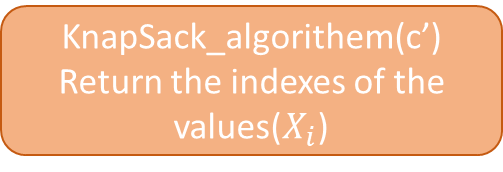 KnapSack_algorithem(c’)
Return the indexes of the
values(𝑋𝑖)